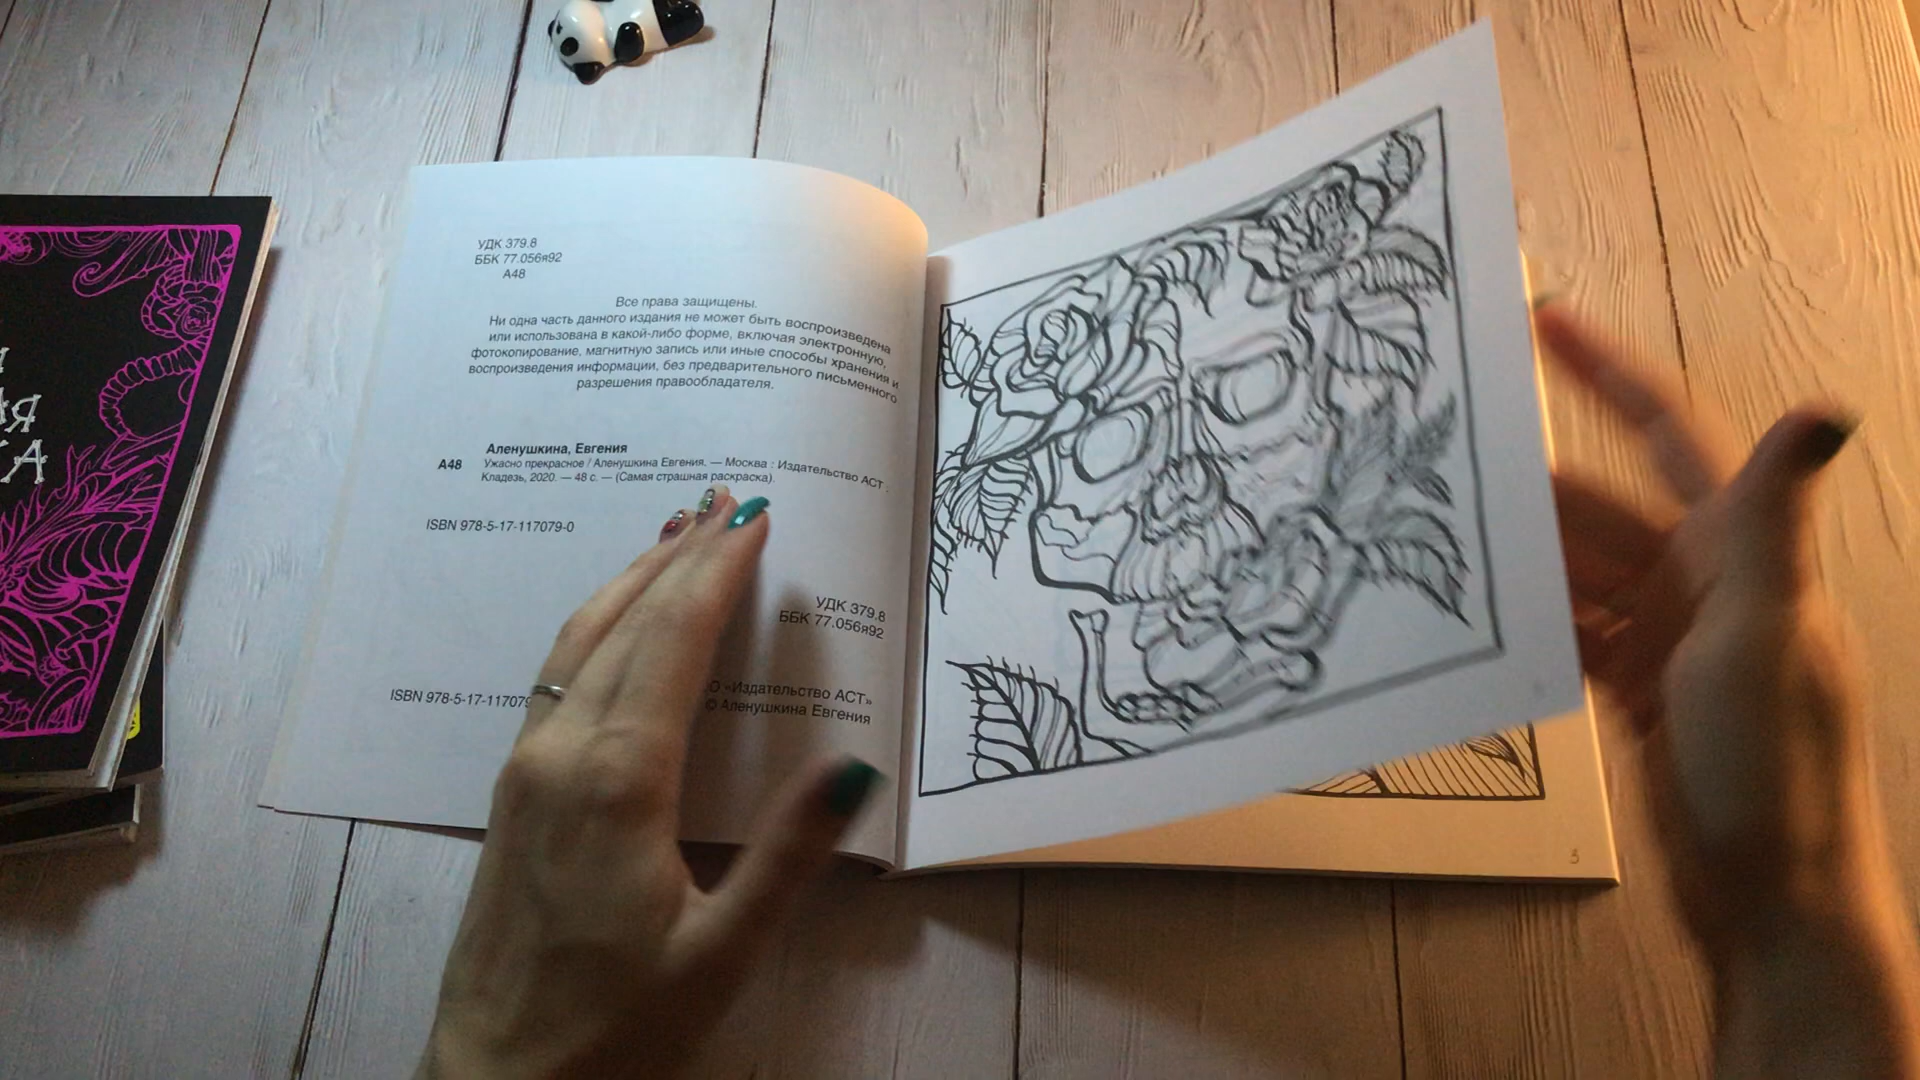 УДК 379.8
ББК 77.056я92
А48
Все права защищены.
Ни одна часть данного издания не может быть воспроизведена
или использована в какой-либо форме, включая электронную,
фотокопирование, магнитную запись или иные способы хранения и
воспроизведения информации, без предварительного письменного
разрешения правообладателя.
Аленушкина, Евгения
А48 Ужасно прекрасное / Аленушкина Евгения. — Москва : Издательство АСТ :
Кладезь, 2020. — 48 с. — (Самая страшная раскраска).
ISBN 978-5-17-117079-0
УДК 379.8
ББК 77.056я92
ISBN 978-5-17-117079
О «Издательство АСТ»
© Аленушкина Евгения
3